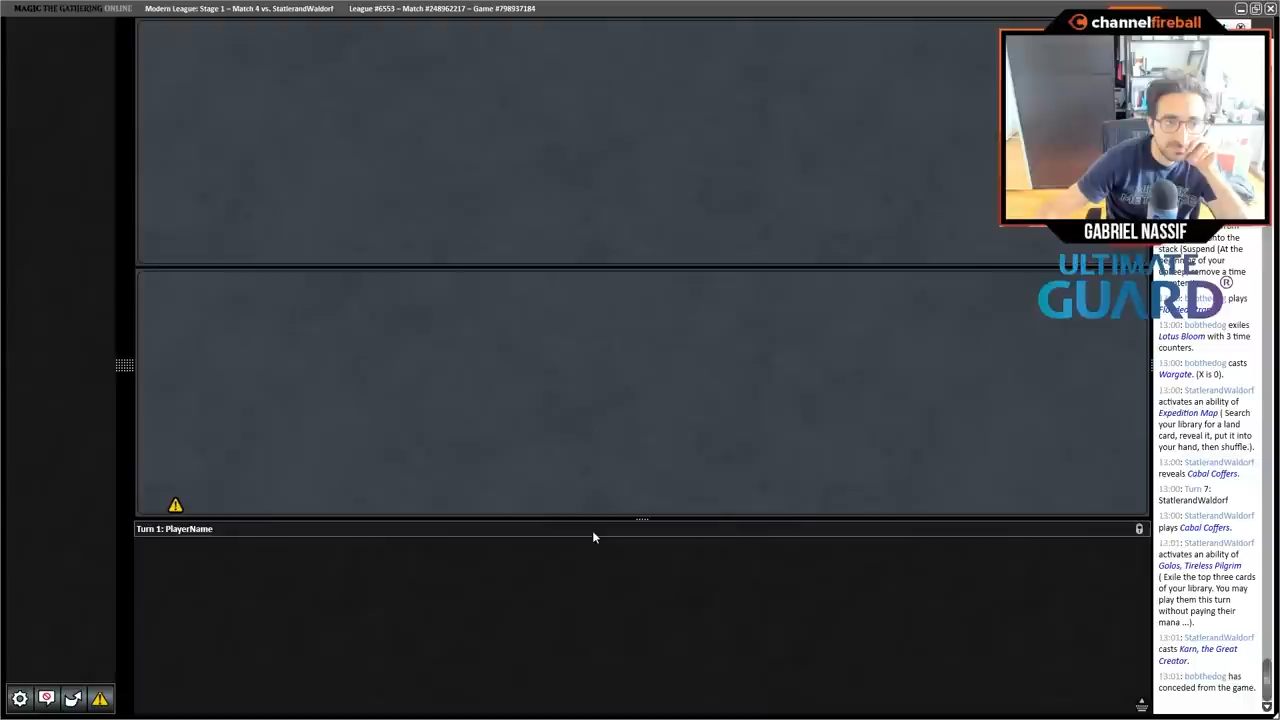 MAGIC THE GATHERING ONLINE
Modern League: Stage 1 – Match 4 vs. StatlerandWaldorf
League #6553 – Match #248962217 – Game #798937184
channelfireball
GABRIEL NASSIF
ULTIMATE
GUARD®
onto the
stack (Suspend (At the
beginning of your
upkeep, remove a time
bobthedog plays
13:00: bobthedog exiles
Lotus Bloom with 3 time
counters.
13:00: bobthedog casts
Wargate. (X is 0).
13:00: StatlerandWaldorf
activates an ability of
Expedition Map ( Search
your library for a land
card, reveal it, put it into
your hand, then shuffle.).
13:00: StatlerandWaldorf
reveals Cabal Coffers.
13:00: Turn 7:
StatlerandWaldorf
13:00: StatlerandWaldorf
plays Cabal Coffers.
13:01: StatlerandWaldorf
activates an ability of
Golos, Tireless Pilgrim
( Exile the top three cards
of your library. You may
play them this turn
without paying their
mana ...).
13:01: StatlerandWaldorf
casts Karn, the Great
Creator.
13:01: bobthedog has
conceded from the game.
Turn 1: PlayerName